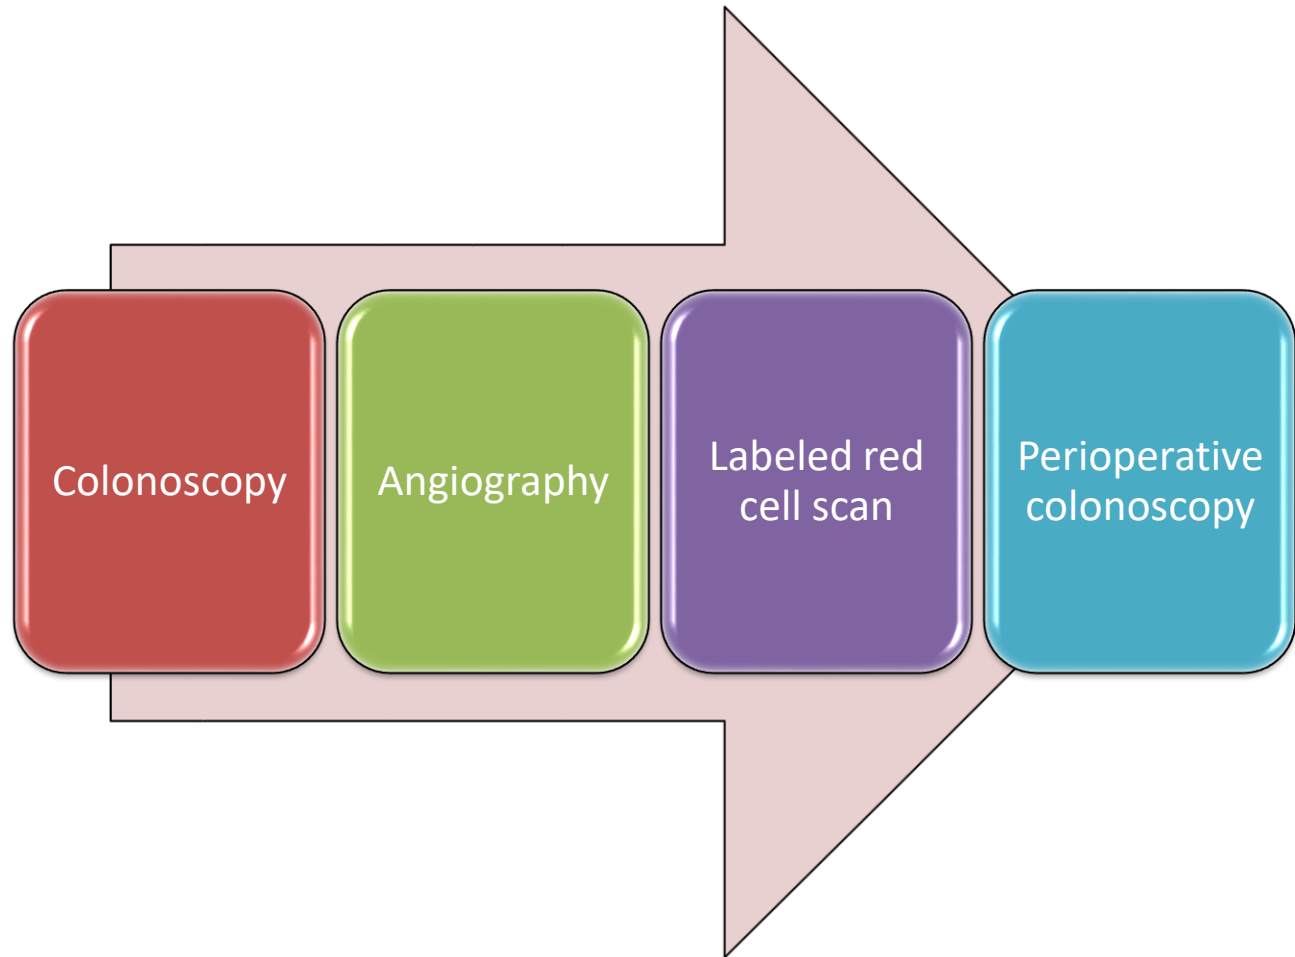 Colonoscopy
Angiography
Labeled red
cell scan
Perioperative
colonoscopy